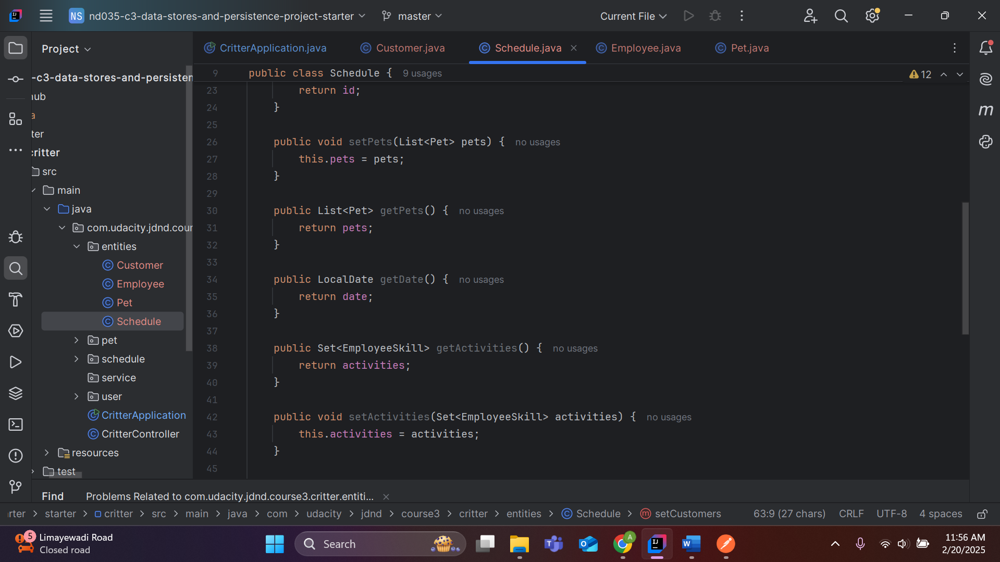 NS nd035-c3-data-stores-and-persistence-project-starter master Current File
Project
CritterApplication.java Customer.java Schedule.java Employee.java Pet.java
-c3-data-stores-and-persisten
critter
src
main
java
com.udacity.jdnd.cour
entities
Customer
Employee
Pet
Schedule
pet
schedule
service
user
CritterApplication
CritterController
resources
test
9 public class Schedule { 9 usages
12
23 return id;
24 }
25
26 public void setPets(List<Pet> pets) { no usages
27 this.pets = pets;
28 }
29
30 public List<Pet> getPets() { no usages
31 return pets;
32 }
33
34 public LocalDate getDate() { no usages
35 return date;
36 }
37
38 public Set<EmployeeSkill> getActivities() { no usages
39 return activities;
40 }
41
42 public void setActivities(Set<EmployeeSkill> activities) { no usages
43 this.activities = activities;
44 }
45
Find Problems Related to com.udacity.jdnd.course3.critter.entiti...
rter > starter > critter > src > main > java > com > udacity > jdnd > course3 > critter > entities > Schedule > setCustomers 63:9 (27 chars) CRLF UTF-8 4 spaces
5 Limayewadi Road
Closed road
Search
11:56 AM
2/20/2025